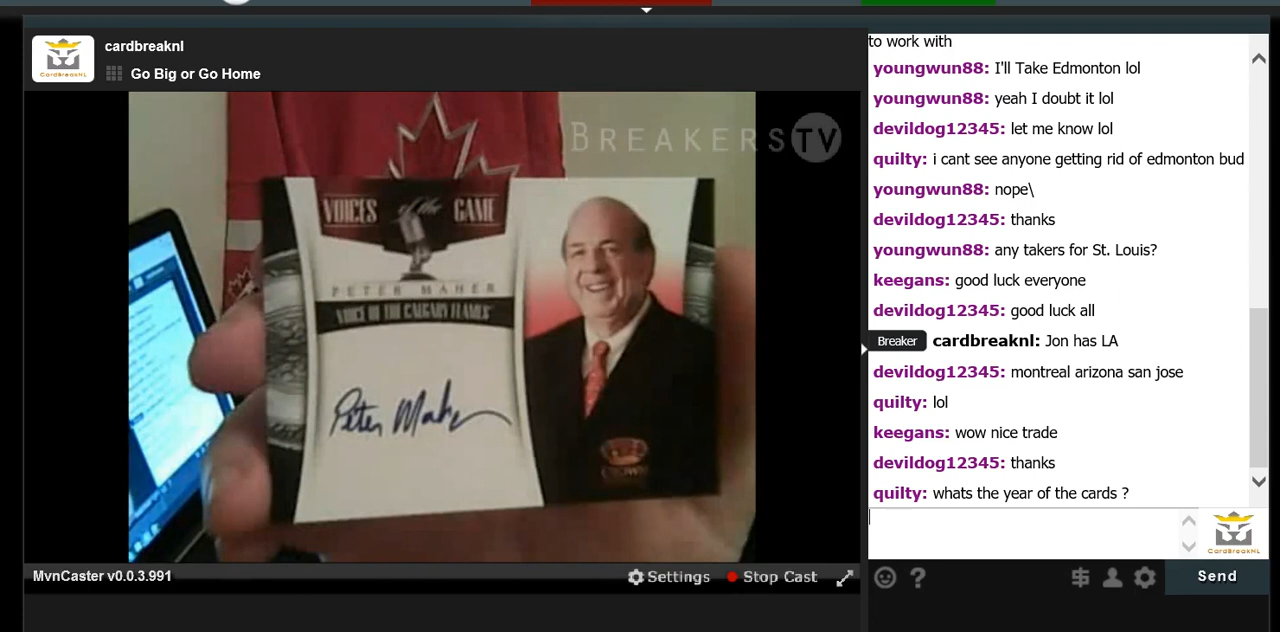 cardbreaknl
Go Big or Go Home
CARDBREAKNL
BREAKERSTV
VOICES of the GAME
PETER MAHER
VOICE OF THE CALGARY FLAMES
Peter Maher
CROWN
MvnCaster v0.0.3.991
Settings
Stop Cast
to work with
youngwun88: I'll Take Edmonton lol
youngwun88: yeah I doubt it lol
devildog12345: let me know lol
quilty: i cant see anyone getting rid of edmonton bud
youngwun88: nope\
devildog12345: thanks
youngwun88: any takers for St. Louis?
keegans: good luck everyone
devildog12345: good luck all
Breaker cardbreaknl: Jon has LA
devildog12345: montreal arizona san jose
quilty: lol
keegans: wow nice trade
devildog12345: thanks
quilty: whats the year of the cards ?
CARDBREAKNL
Send